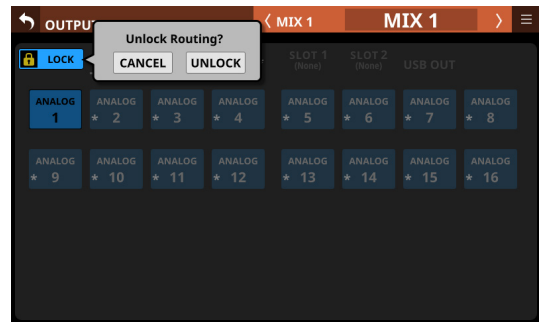 OUTPU
MIX 1
MIX 1
Unlock Routing?
CANCEL
UNLOCK
LOCK
SLOT 1
(None)
SLOT 2
(None)
USB OUT
ANALOG
1
ANALOG
* 2
ANALOG
* 3
ANALOG
* 4
ANALOG
* 5
ANALOG
* 6
ANALOG
* 7
ANALOG
* 8
ANALOG
* 9
ANALOG
* 10
ANALOG
* 11
ANALOG
* 12
ANALOG
* 13
ANALOG
* 14
ANALOG
* 15
ANALOG
* 16